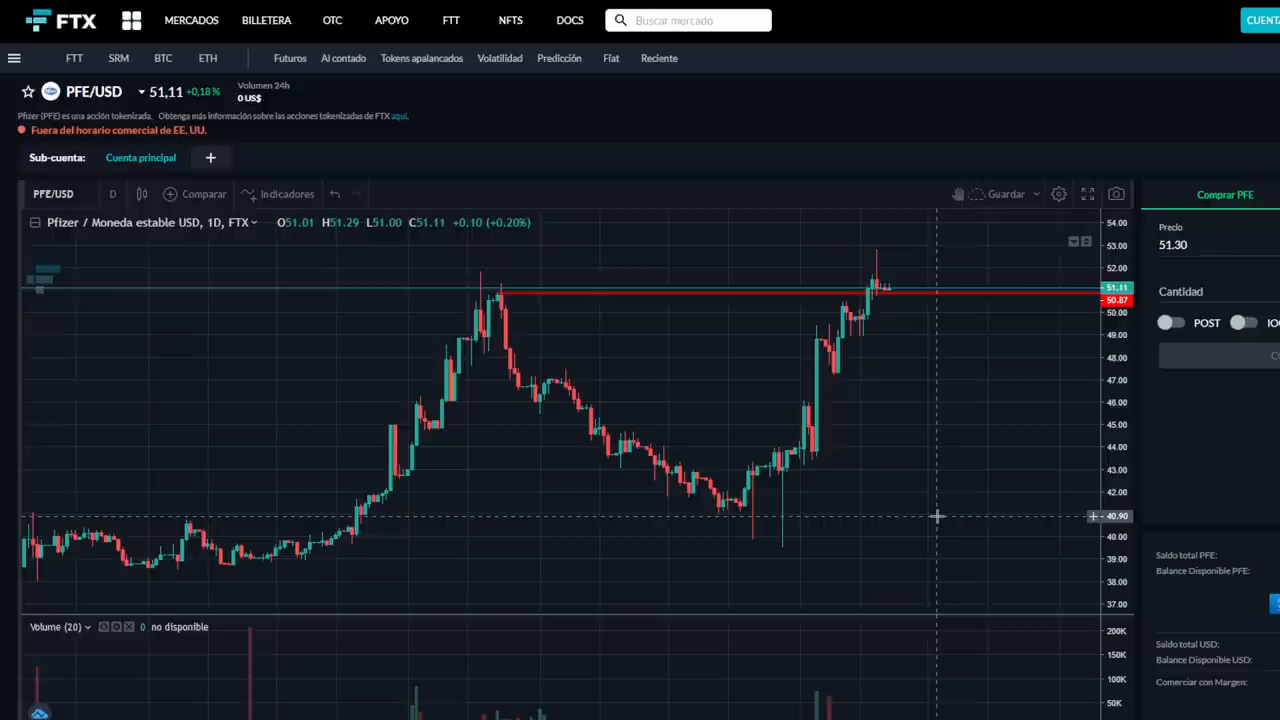 FTX MERCADOS BILLETERA OTC APOYO FTT NFTS DOCS Buscar mercado CUENTA
FTT SRM BTC ETH Futuros Al contado Tokens apalancados Volatilidad Predicción Fiat Reciente
PFE/USD 51,11 +0,18% Volumen 24h
0 US$
Pfizer (PFE) es una acción tokenizada. Obtenga más información sobre las acciones tokenizadas de FTX aquí.
Fuera del horario comercial de EE. UU.
Sub-cuenta: Cuenta principal +
PFE/USD D Comparar Indicadores Guardar Comprar PFE
Pfizer / Moneda estable USD, 1D, FTX O51.01 H51.29 L51.00 C51.11 +0.10 (+0.20%)
54.00
53.00
52.00
51.11
50.87
50.00
49.00
48.00
47.00
46.00
45.00
44.00
43.00
42.00
40.90
40.00
39.00
38.00
37.00
Precio
51.30
Cantidad
POST IO
Saldo total PFE:
Balance Disponible PFE:
Saldo total USD:
Balance Disponible USD:
Comerciar con Margen:
Volume (20) 0 no disponible
200K
150K
100K
50K